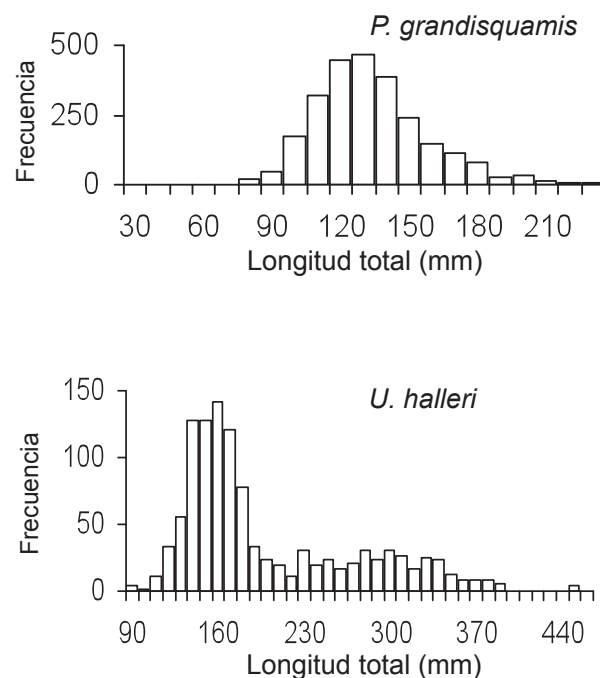 P. grandisquamis
500
250
0
Frecuencia
30 60 90 120 150 180 210
Longitud total (mm)
U. halleri
150
100
50
0
Frecuencia
90 160 230 300 370 440
Longitud total (mm)